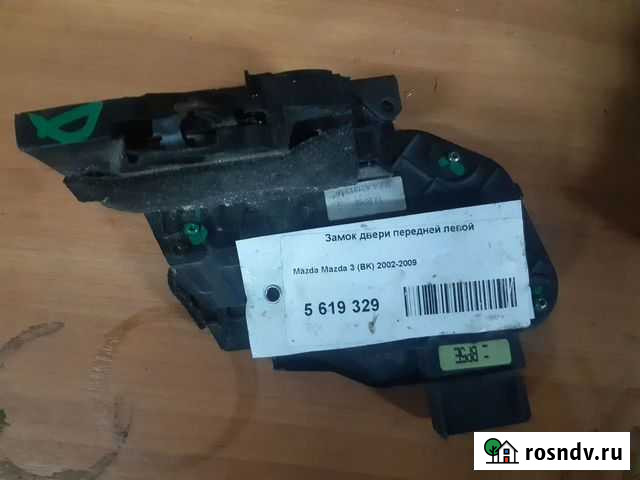 Замок двери передней левой
Mazda Mazda 3 (BK) 2002-2009
5 619 329
rosndv.ru